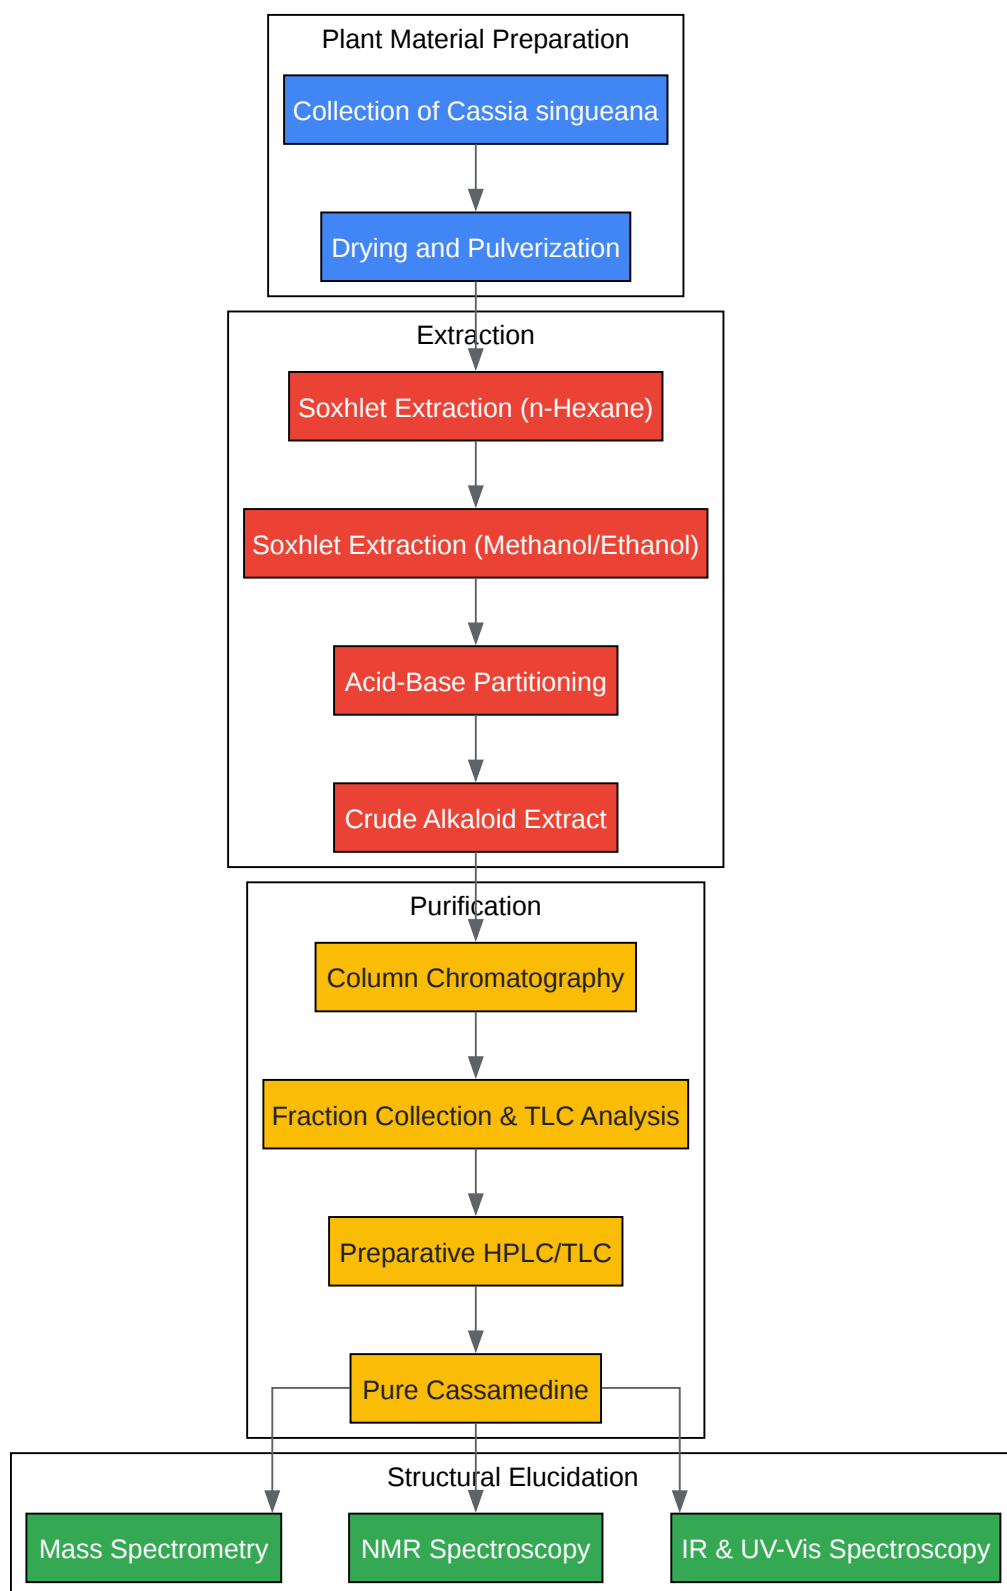 Plant Material Preparation
Collection of Cassia singueana
Drying and Pulverization
Extraction
Soxhlet Extraction (n-Hexane)
Soxhlet Extraction (Methanol/Ethanol)
Acid-Base Partitioning
Crude Alkaloid Extract
Purification
Column Chromatography
Fraction Collection & TLC Analysis
Preparative HPLC/TLC
Pure Cassamedine
Structural Elucidation
Mass Spectrometry
NMR Spectroscopy
IR & UV-Vis Spectroscopy